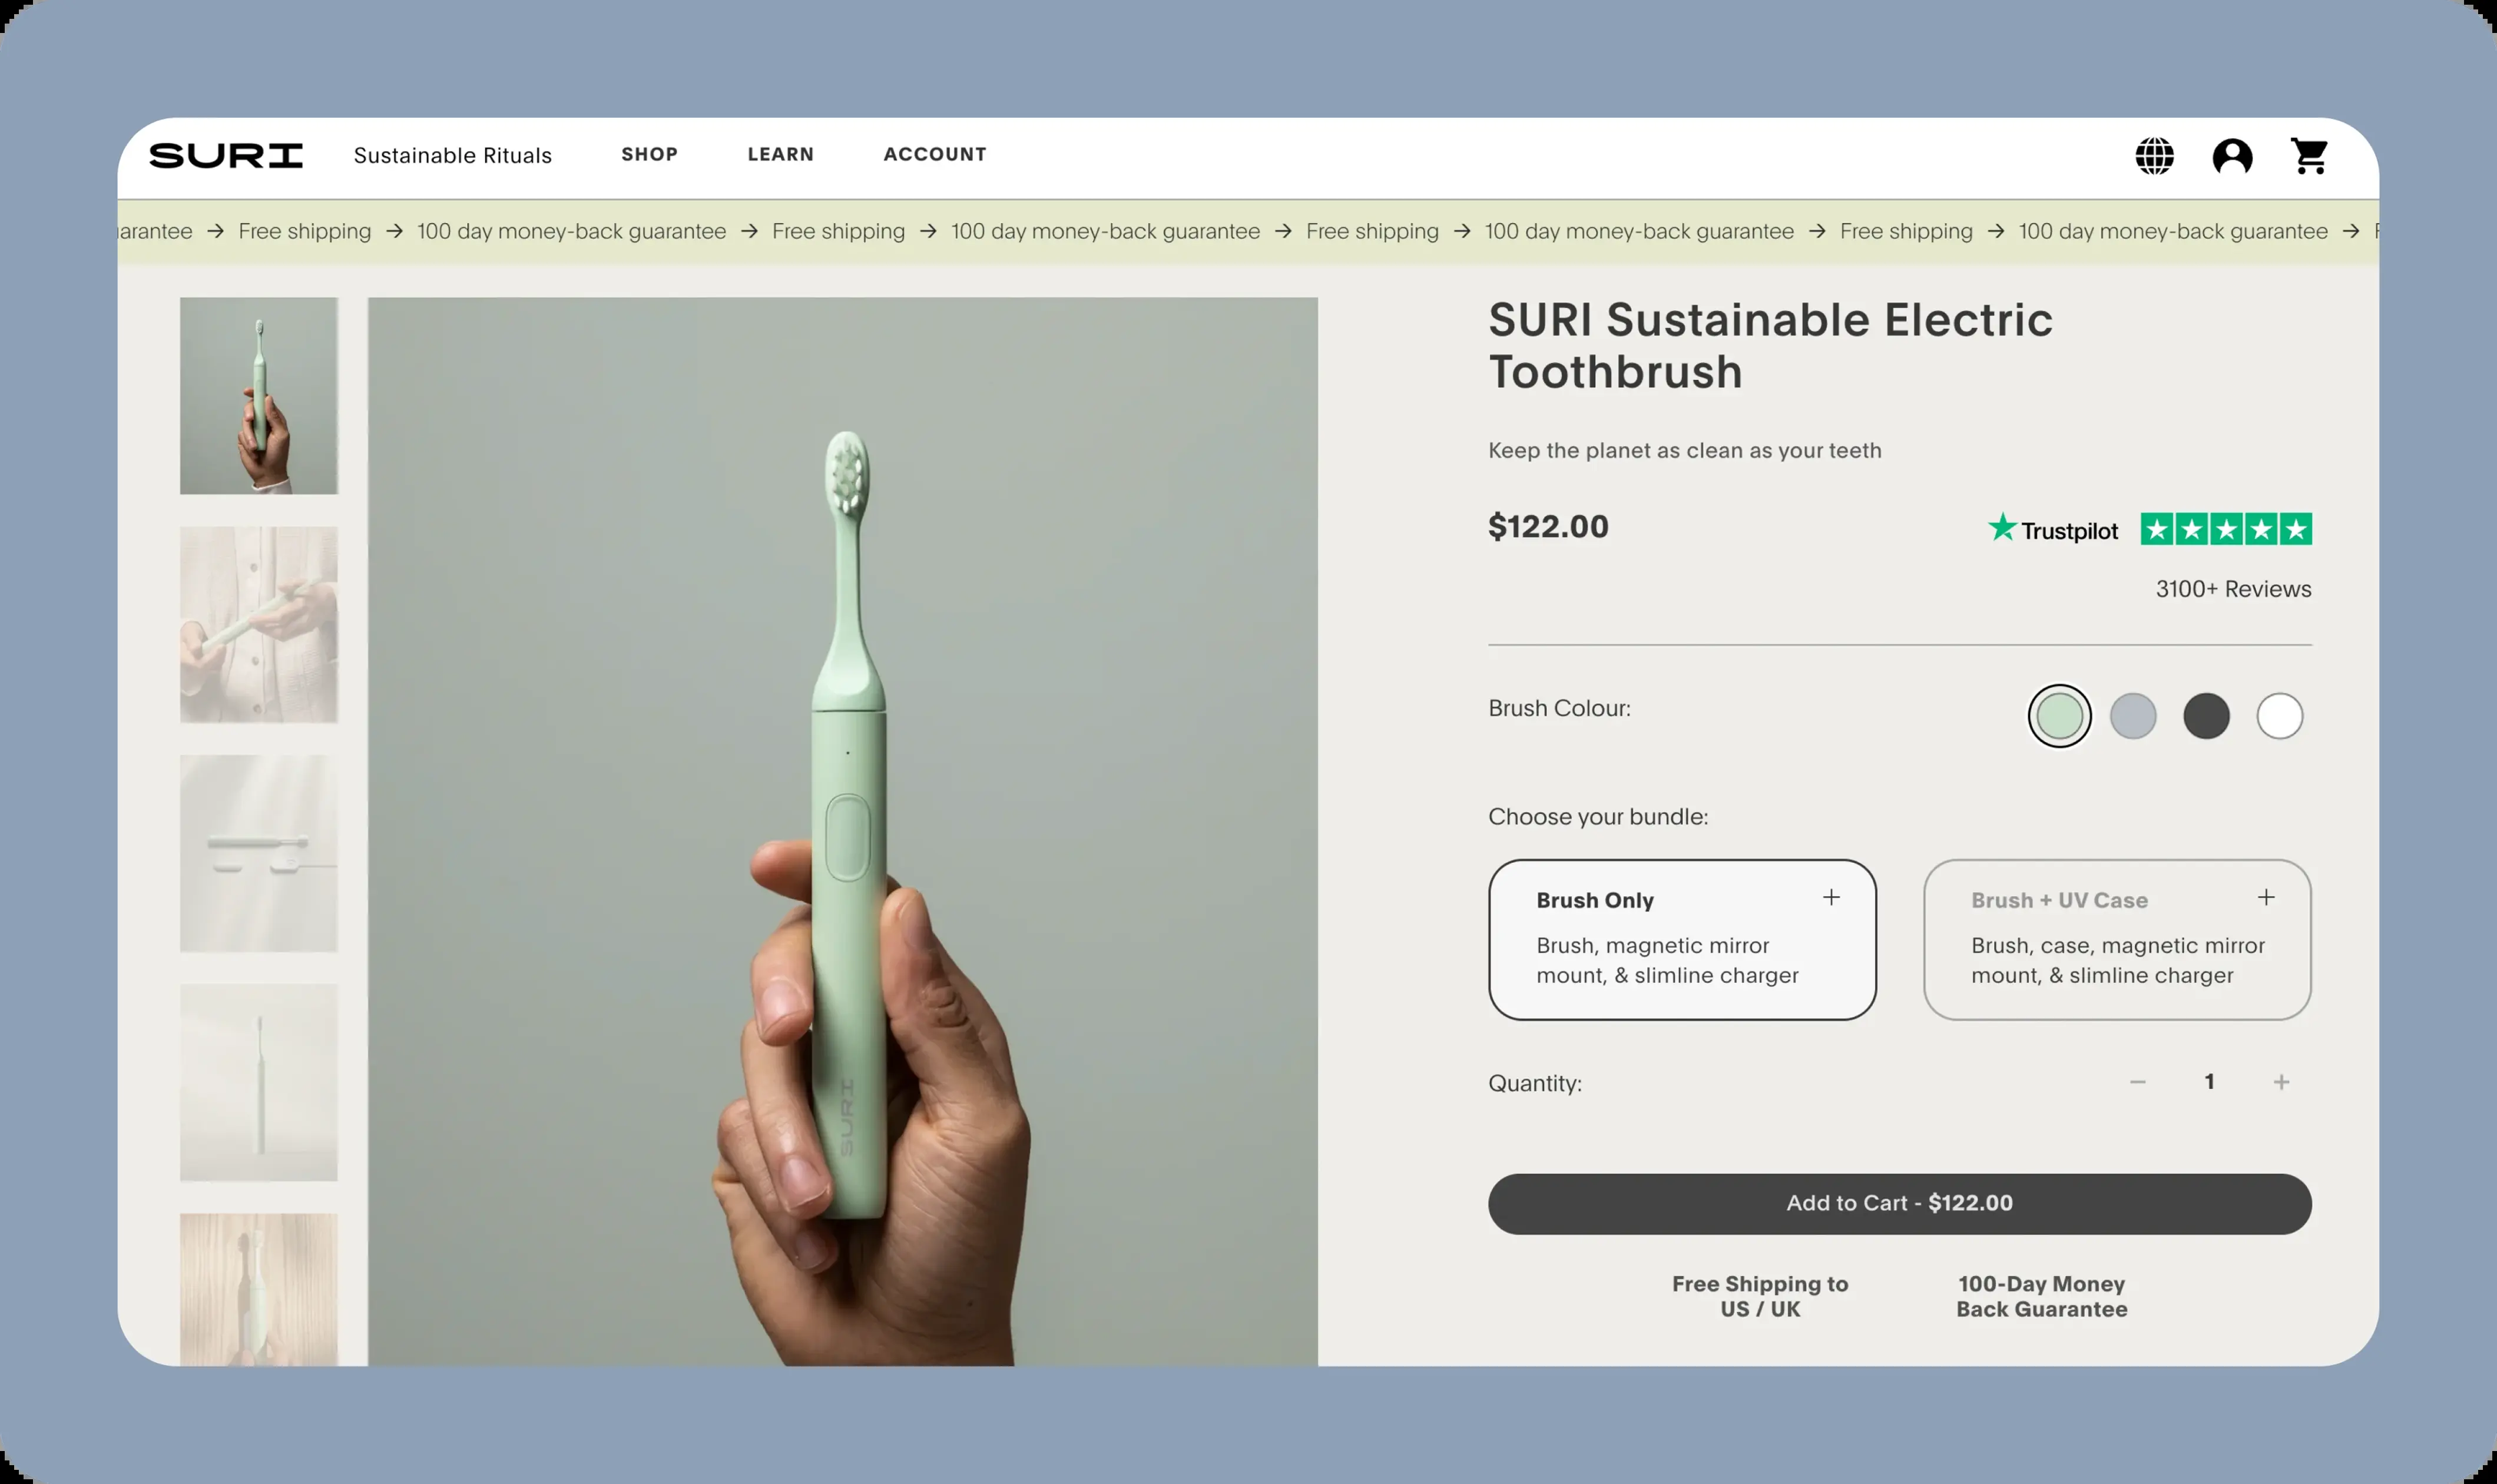 SURI
Sustainable Rituals
SHOP
LEARN
ACCOUNT
arantee → Free shipping → 100 day money-back guarantee → Free shipping → 100 day money-back guarantee → Free shipping → 100 day money-back guarantee → Free shipping → 100 day money-back guarantee → F
SURI Sustainable Electric
Toothbrush
Keep the planet as clean as your teeth
$122.00
Trustpilot
3100+ Reviews
Brush Colour:
Choose your bundle:
Brush Only +
Brush, magnetic mirror
mount, & slimline charger
Brush + UV Case +
Brush, case, magnetic mirror
mount, & slimline charger
Quantity:
− 1 +
Add to Cart - $122.00
Free Shipping to
US / UK
100-Day Money
Back Guarantee
SURI